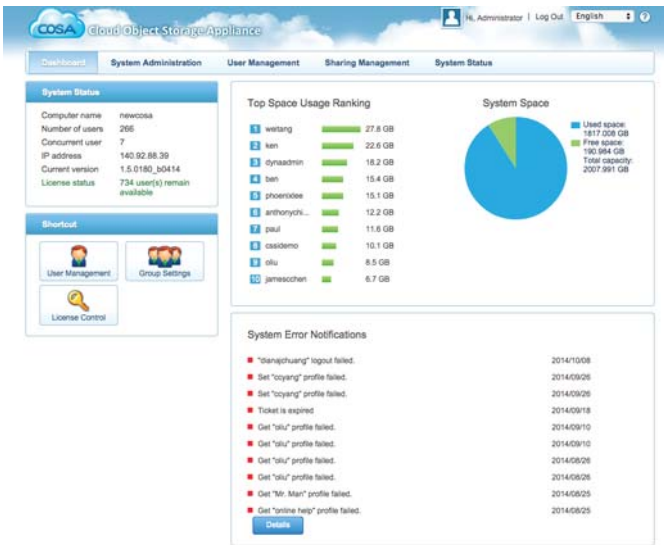 COSA Cloud Object Storage Appliance
Hi, Administrator | Log Out English ?
Dashboard System Administration User Management Sharing Management System Status
System Status
Computer name newcosa
Number of users 266
Concurrent user 7
IP address 140.92.88.39
Current version 1.5.0180_b0414
License status 734 user(s) remain
available
Shortcut
User Management Group Settings
License Control
Top Space Usage Ranking
1 weitang 27.8 GB
2 ken 22.6 GB
3 dynaadmin 18.2 GB
4 ben 15.4 GB
5 phoenixlee 15.1 GB
6 anthonychi... 12.2 GB
7 paul 11.6 GB
8 cssidemo 10.1 GB
9 oliu 8.5 GB
10 jamescchen 6.7 GB
System Space
Used space:
1817.008 GB
Free space:
190.984 GB
Total capacity:
2007.991 GB
System Error Notifications
"dianajchuang" logout failed. 2014/10/08
Set "ccyang" profile failed. 2014/09/26
Set "ccyang" profile failed. 2014/09/26
Ticket is expired 2014/09/18
Get "oliu" profile failed. 2014/09/10
Get "oliu" profile failed. 2014/09/10
Get "oliu" profile failed. 2014/08/26
Get "oliu" profile failed. 2014/08/26
Get "Mr. Man" profile failed. 2014/08/25
Get "online help" profile failed. 2014/08/25
Details